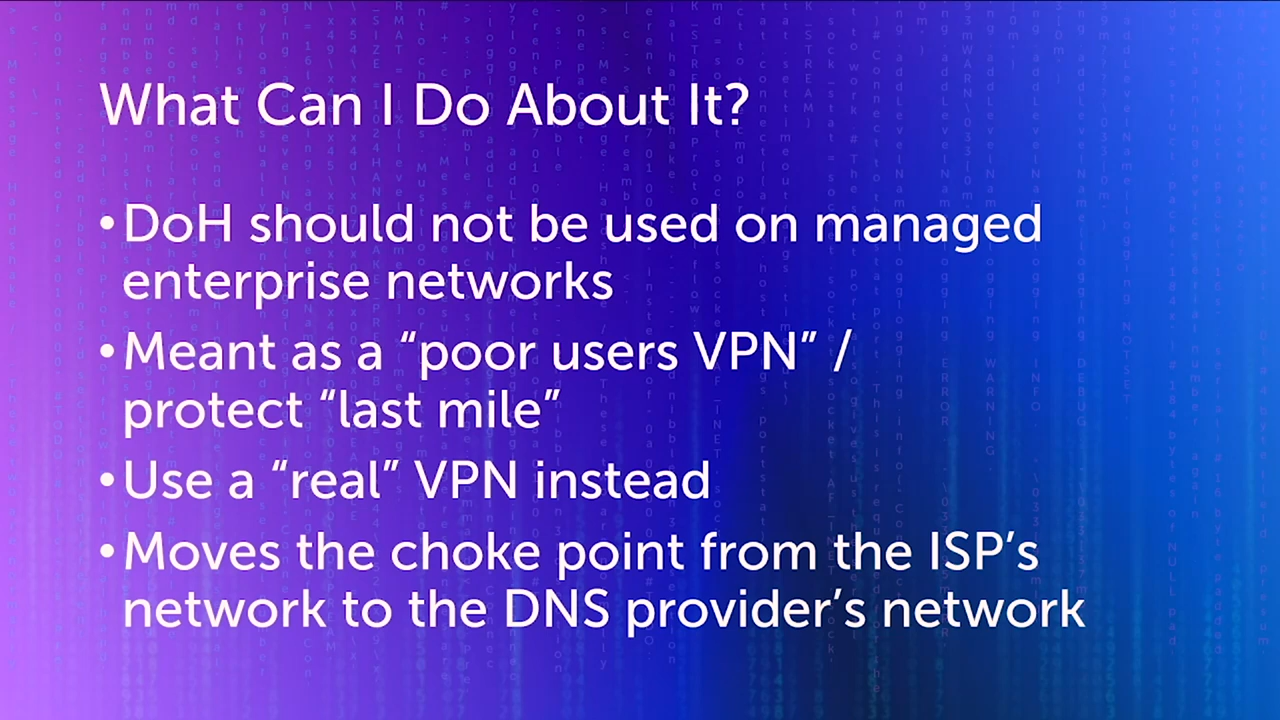 What Can I Do About It?
•DoH should not be used on managed
enterprise networks
•Meant as a “poor users VPN” /
protect “last mile”
•Use a “real” VPN instead
•Moves the choke point from the ISP’s
network to the DNS provider’s network